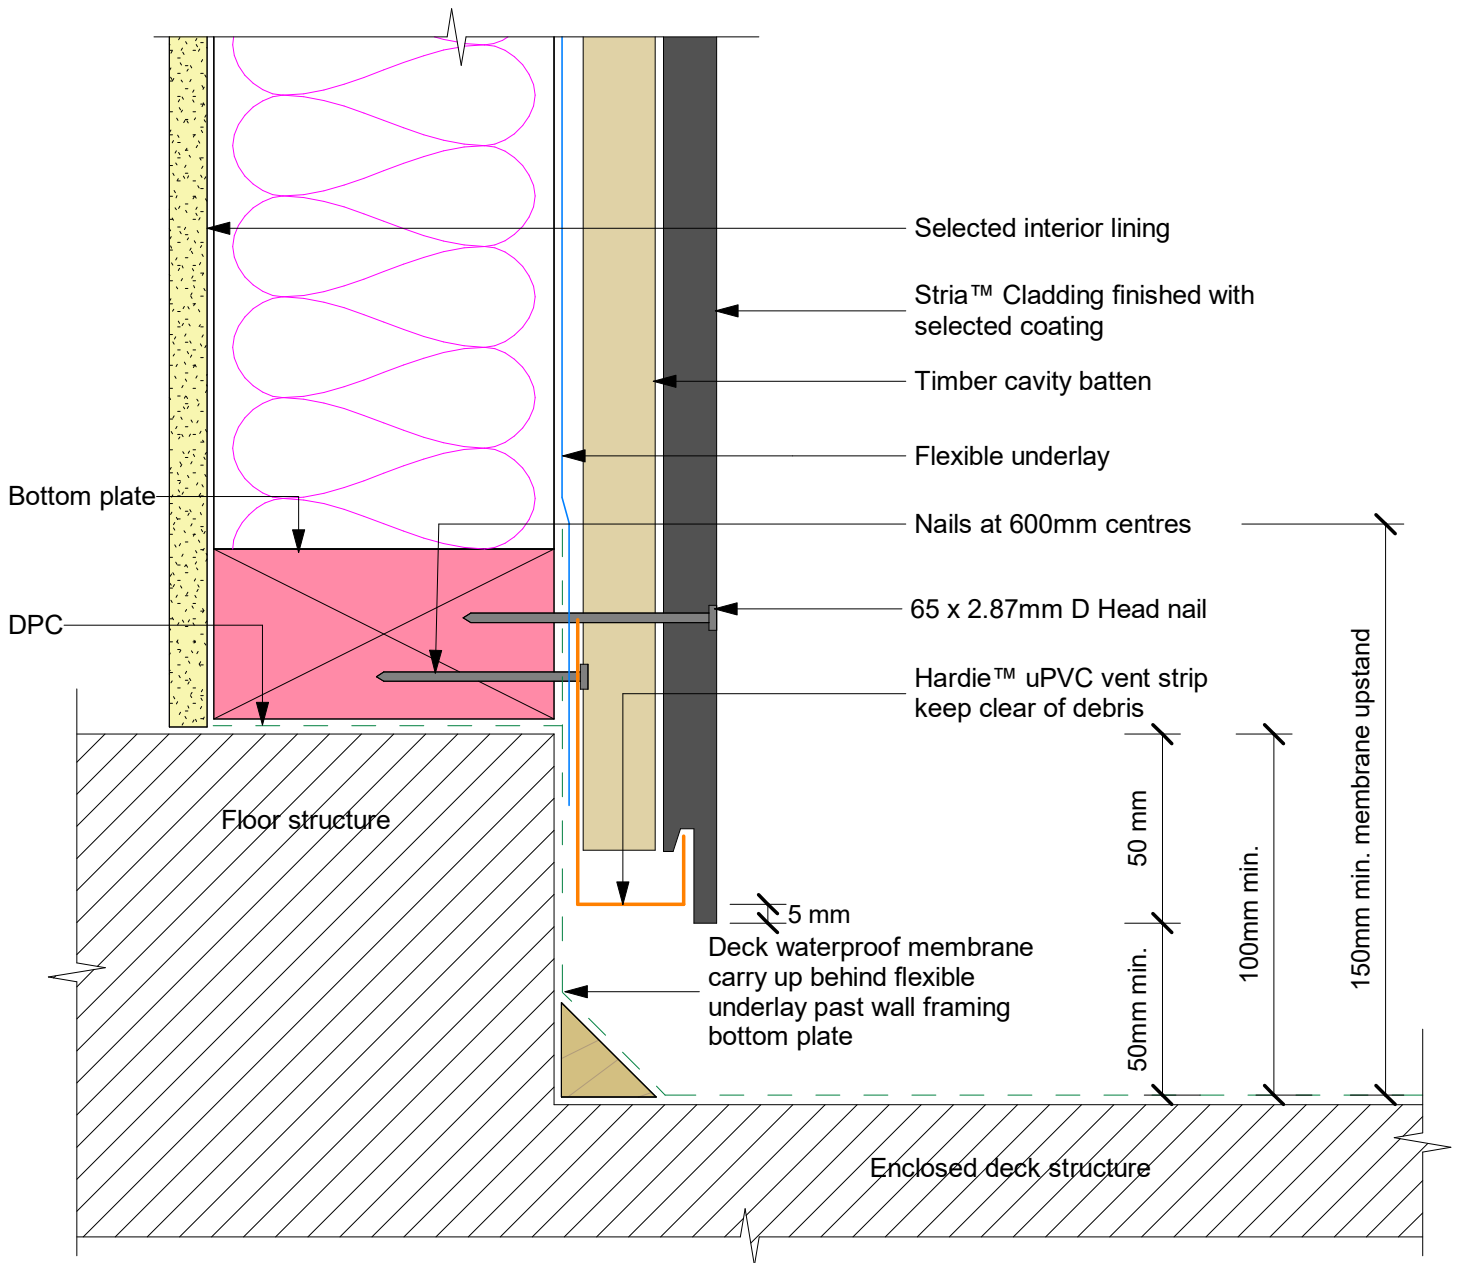 Selected interior lining
Stria™ Cladding finished with
selected coating
Timber cavity batten
Flexible underlay
Bottom plate
Nails at 600mm centres
65 x 2.87mm D Head nail
DPC
Hardie™ uPVC vent strip
keep clear of debris
Floor structure
50 mm
100mm min.
150mm min. membrane upstand
5 mm
Deck waterproof membrane
carry up behind flexible
underlay past wall framing
bottom plate
50mm min.
Enclosed deck structure